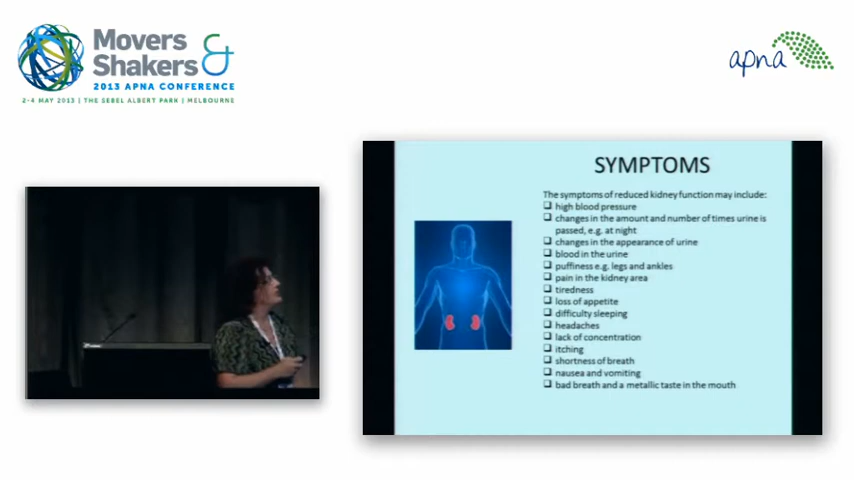 Movers &
Shakers
2013 APNA CONFERENCE
2-4 MAY 2013 | THE SEBEL ALBERT PARK | MELBOURNE
apna
SYMPTOMS
The symptoms of reduced kidney function may include:
high blood pressure
changes in the amount and number of times urine is
passed, e.g. at night
changes in the appearance of urine
blood in the urine
puffiness e.g. legs and ankles
pain in the kidney area
tiredness
loss of appetite
difficulty sleeping
headaches
lack of concentration
itching
shortness of breath
nausea and vomiting
bad breath and a metallic taste in the mouth